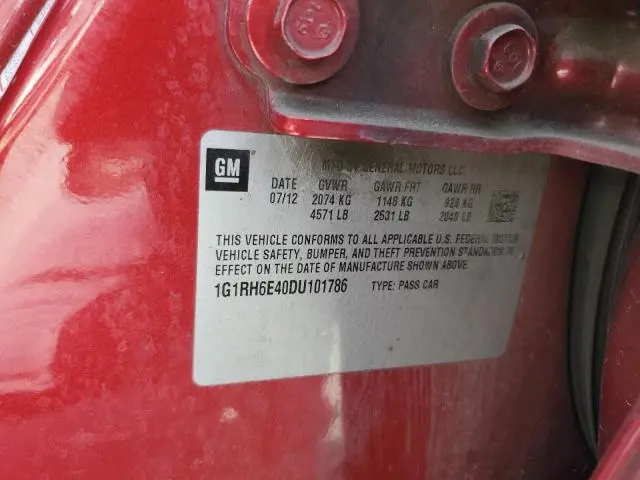 GM
MFD BY GENERAL MOTORS LLC
DATE GVWR GAWR FRT GAWR RR
07/12 2074 KG 1148 KG 926 KG
4571 LB 2531 LB 2040 LB
THIS VEHICLE CONFORMS TO ALL APPLICABLE U.S. FEDERAL MOTOR
VEHICLE SAFETY, BUMPER, AND THEFT PREVENTION STANDARDS IN
EFFECT ON THE DATE OF MANUFACTURE SHOWN ABOVE.
1G1RH6E40DU101786 TYPE: PASS CAR